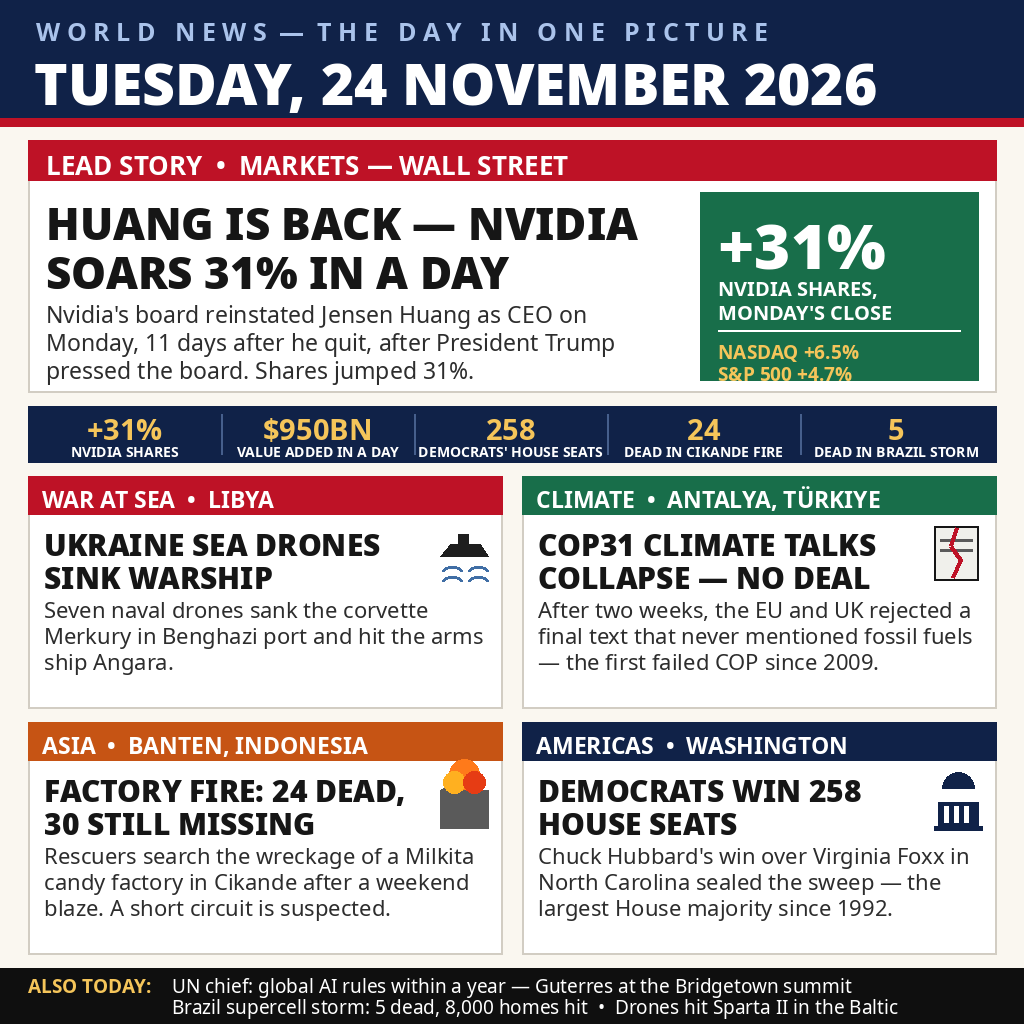 WORLD NEWS — THE DAY IN ONE PICTURE
TUESDAY, 24 NOVEMBER 2026
LEAD STORY • MARKETS — WALL STREET
HUANG IS BACK — NVIDIA
SOARS 31% IN A DAY
Nvidia's board reinstated Jensen Huang as CEO on
Monday, 11 days after he quit, after President Trump
pressed the board. Shares jumped 31%.
+31%
NVIDIA SHARES,
MONDAY'S CLOSE
NASDAQ +6.5%
S&P 500 +4.7%
+31%
NVIDIA SHARES
$950BN
VALUE ADDED IN A DAY
258
DEMOCRATS' HOUSE SEATS
24
DEAD IN CIKANDE FIRE
5
DEAD IN BRAZIL STORM
WAR AT SEA • LIBYA
UKRAINE SEA DRONES
SINK WARSHIP
Seven naval drones sank the corvette
Merkury in Benghazi port and hit the arms
ship Angara.
CLIMATE • ANTALYA, TÜRKIYE
COP31 CLIMATE TALKS
COLLAPSE — NO DEAL
After two weeks, the EU and UK rejected a
final text that never mentioned fossil fuels
— the first failed COP since 2009.
ASIA • BANTEN, INDONESIA
FACTORY FIRE: 24 DEAD,
30 STILL MISSING
Rescuers search the wreckage of a Milkita
candy factory in Cikande after a weekend
blaze. A short circuit is suspected.
AMERICAS • WASHINGTON
DEMOCRATS WIN 258
HOUSE SEATS
Chuck Hubbard's win over Virginia Foxx in
North Carolina sealed the sweep — the
largest House majority since 1992.
ALSO TODAY: UN chief: global AI rules within a year — Guterres at the Bridgetown summit
Brazil supercell storm: 5 dead, 8,000 homes hit • Drones hit Sparta II in the Baltic